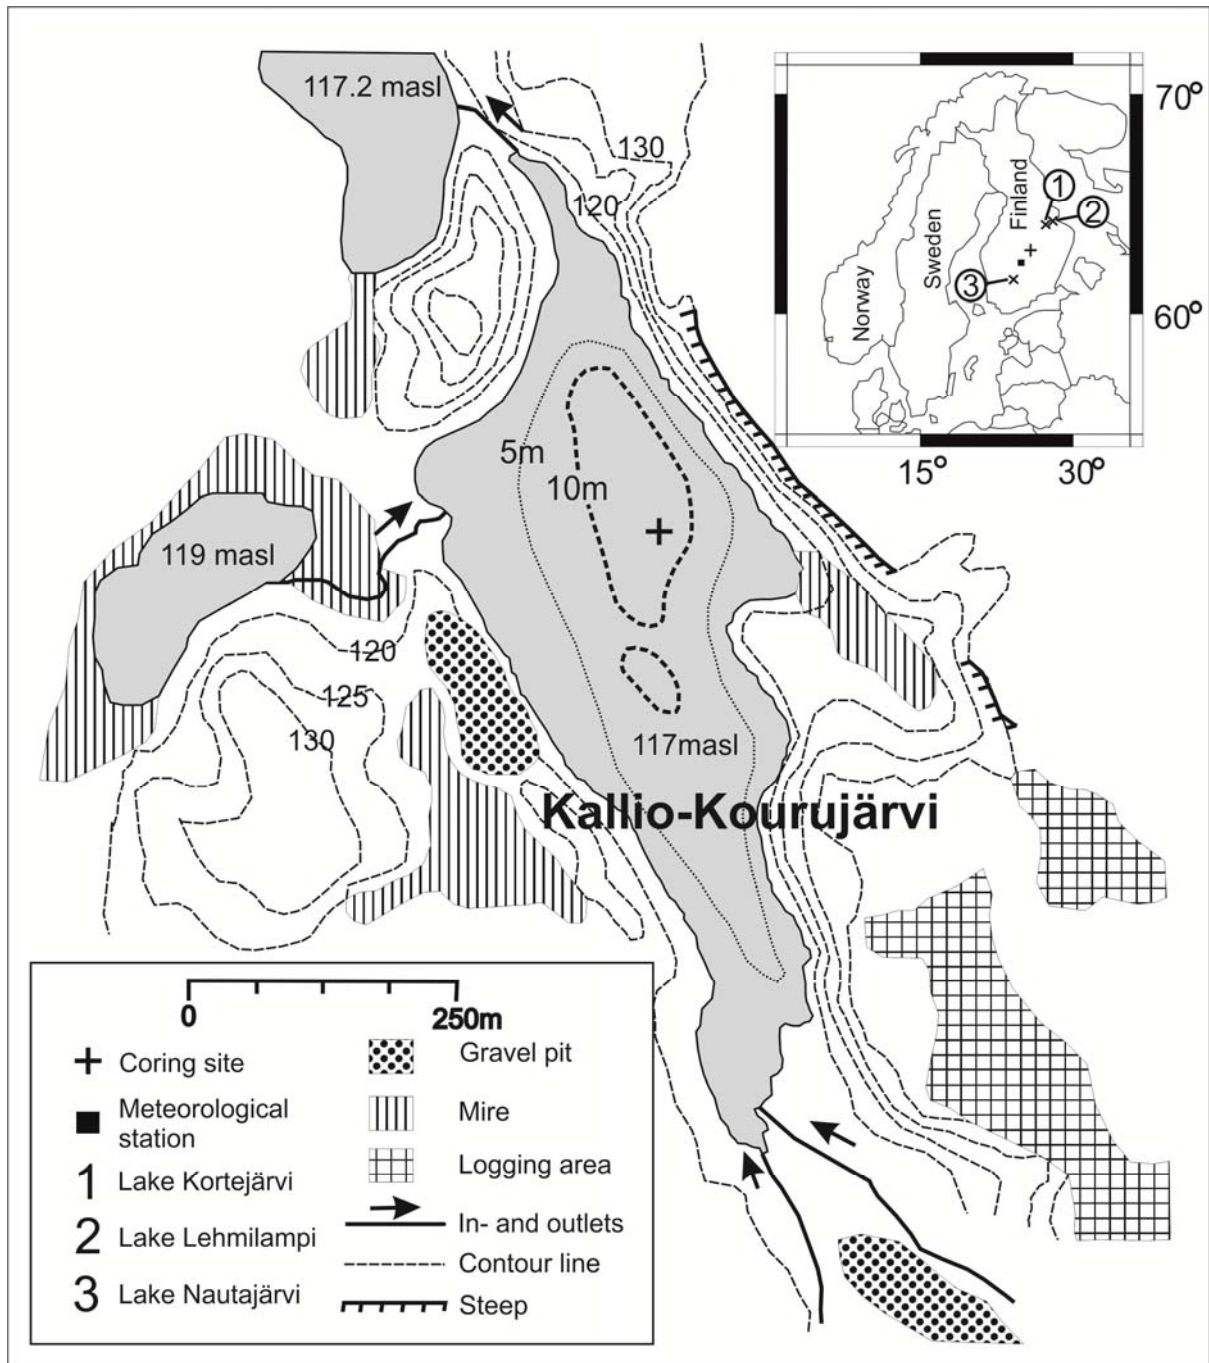 117.2 masl
130
120
70°
60°
15°
30°
Norway
Sweden
Finland
1
2
3
5m
10m
119 masl
120
125
130
117masl
Kallio-Kourujärvi
0
250m
Coring site
Meteorological
station
1 Lake Kortejärvi
2 Lake Lehmilampi
3 Lake Nautajärvi
Gravel pit
Mire
Logging area
In- and outlets
Contour line
Steep